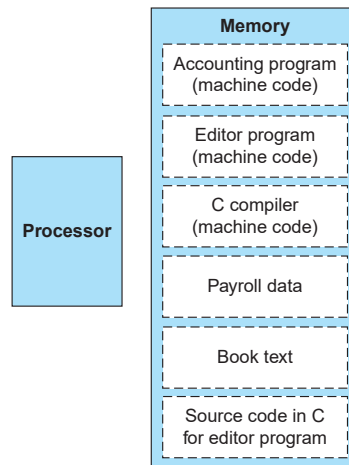 Memory
Accounting program
(machine code)
Editor program
(machine code)
C compiler
(machine code)
Processor
Payroll data
Book text
Source code in C
for editor program